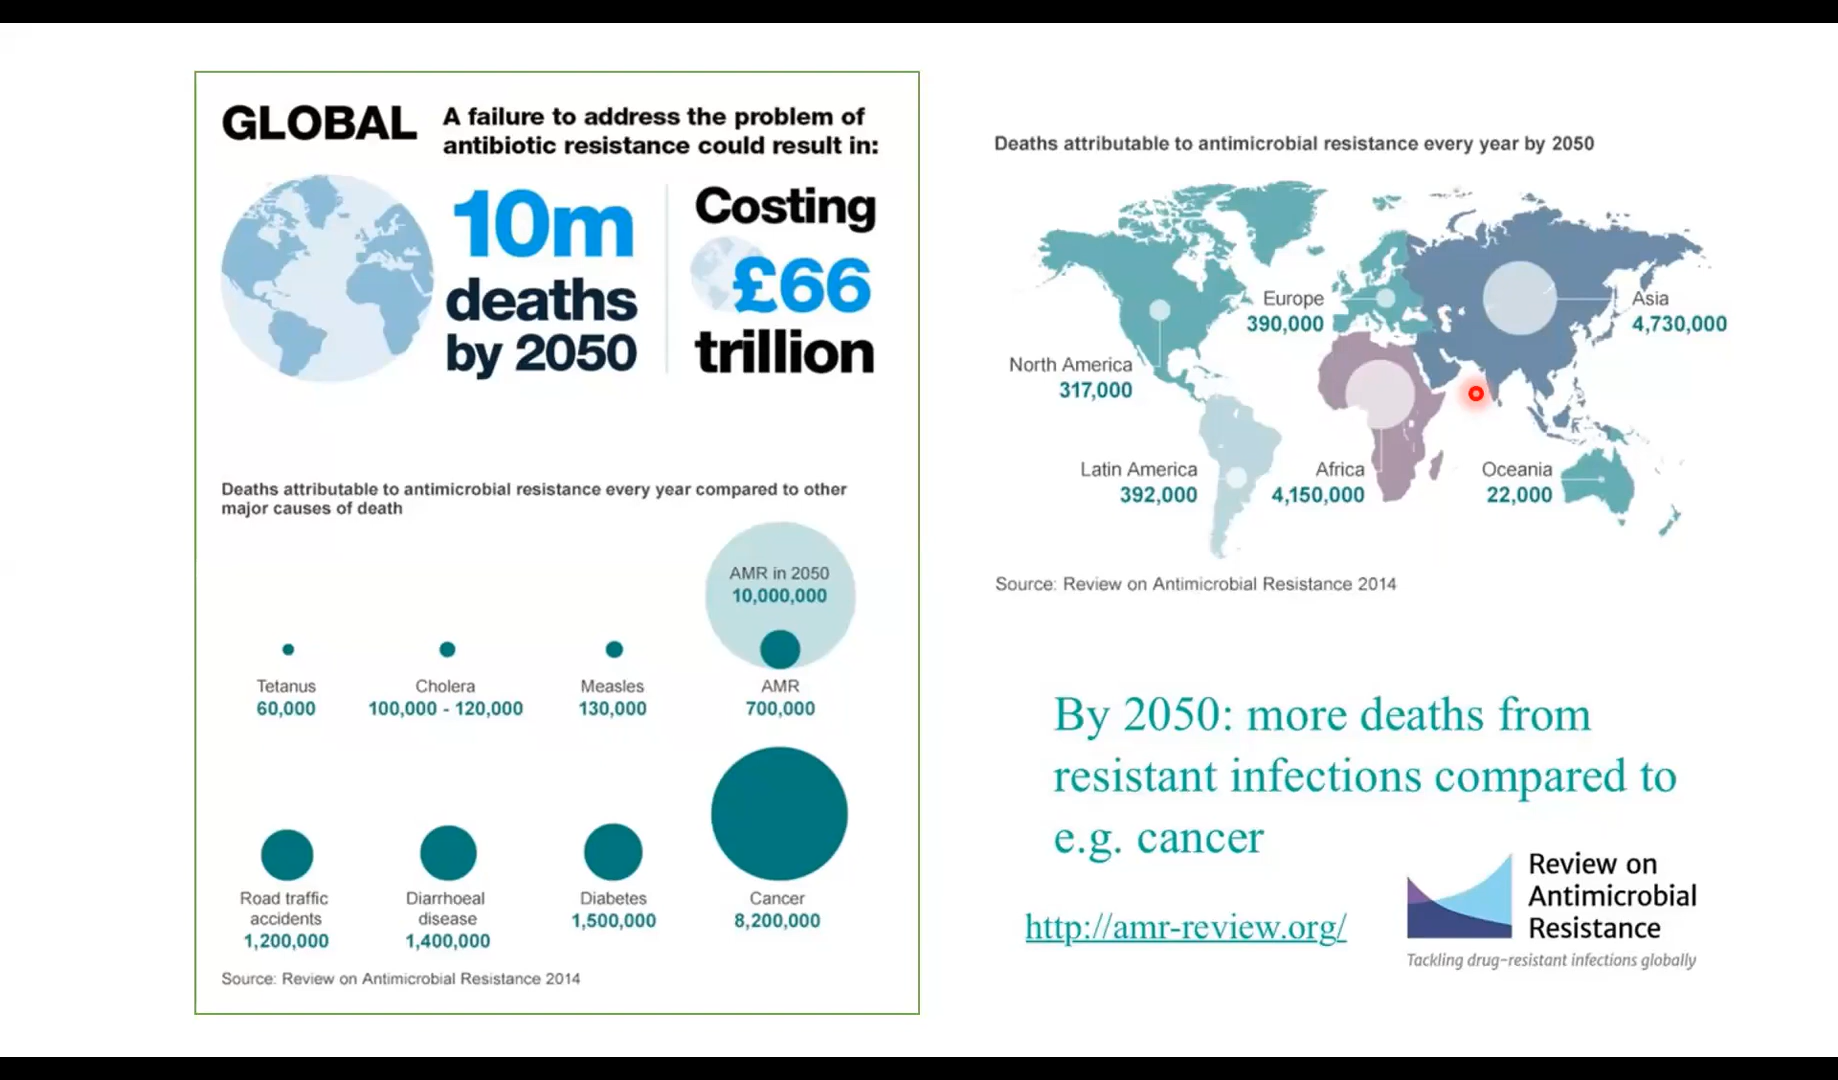 GLOBAL
A failure to address the problem of
antibiotic resistance could result in:
10m
deaths
by 2050
Costing
£66
trillion
Deaths attributable to antimicrobial resistance every year compared to other
major causes of death
AMR in 2050
10,000,000
Tetanus
60,000
Cholera
100,000 - 120,000
Measles
130,000
AMR
700,000
Road traffic
accidents
1,200,000
Diarrhoeal
disease
1,400,000
Diabetes
1,500,000
Cancer
8,200,000
Source: Review on Antimicrobial Resistance 2014
Deaths attributable to antimicrobial resistance every year by 2050
Europe
390,000
Asia
4,730,000
North America
317,000
Latin America
392,000
Africa
4,150,000
Oceania
22,000
Source: Review on Antimicrobial Resistance 2014
By 2050: more deaths from
resistant infections compared to
e.g. cancer
http://amr-review.org/
Review on
Antimicrobial
Resistance
Tackling drug-resistant infections globally